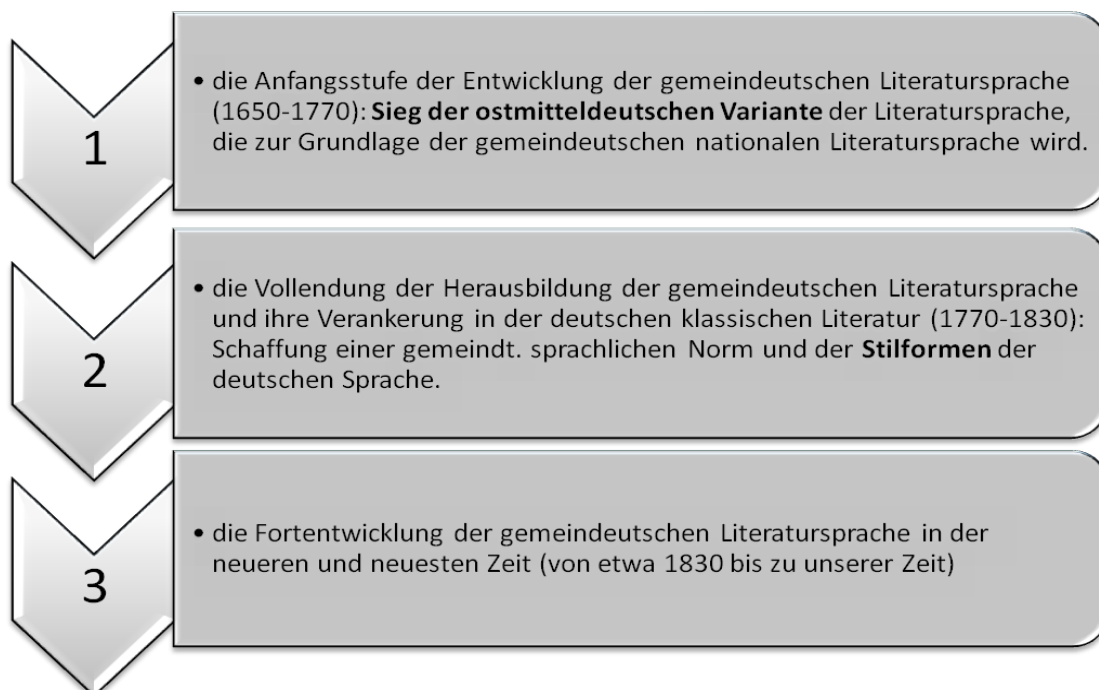 1
• die Anfangsstufe der Entwicklung der gemeindeutschen Literatursprache
(1650-1770): Sieg der ostmitteldeutschen Variante der Literatursprache,
die zur Grundlage der gemeindeutschen nationalen Literatursprache wird.
2
• die Vollendung der Herausbildung der gemeindeutschen Literatursprache
und ihre Verankerung in der deutschen klassischen Literatur (1770-1830):
Schaffung einer gemeindt. sprachlichen Norm und der Stilformen der
deutschen Sprache.
3
• die Fortentwicklung der gemeindeutschen Literatursprache in der
neueren und neuesten Zeit (von etwa 1830 bis zu unserer Zeit)